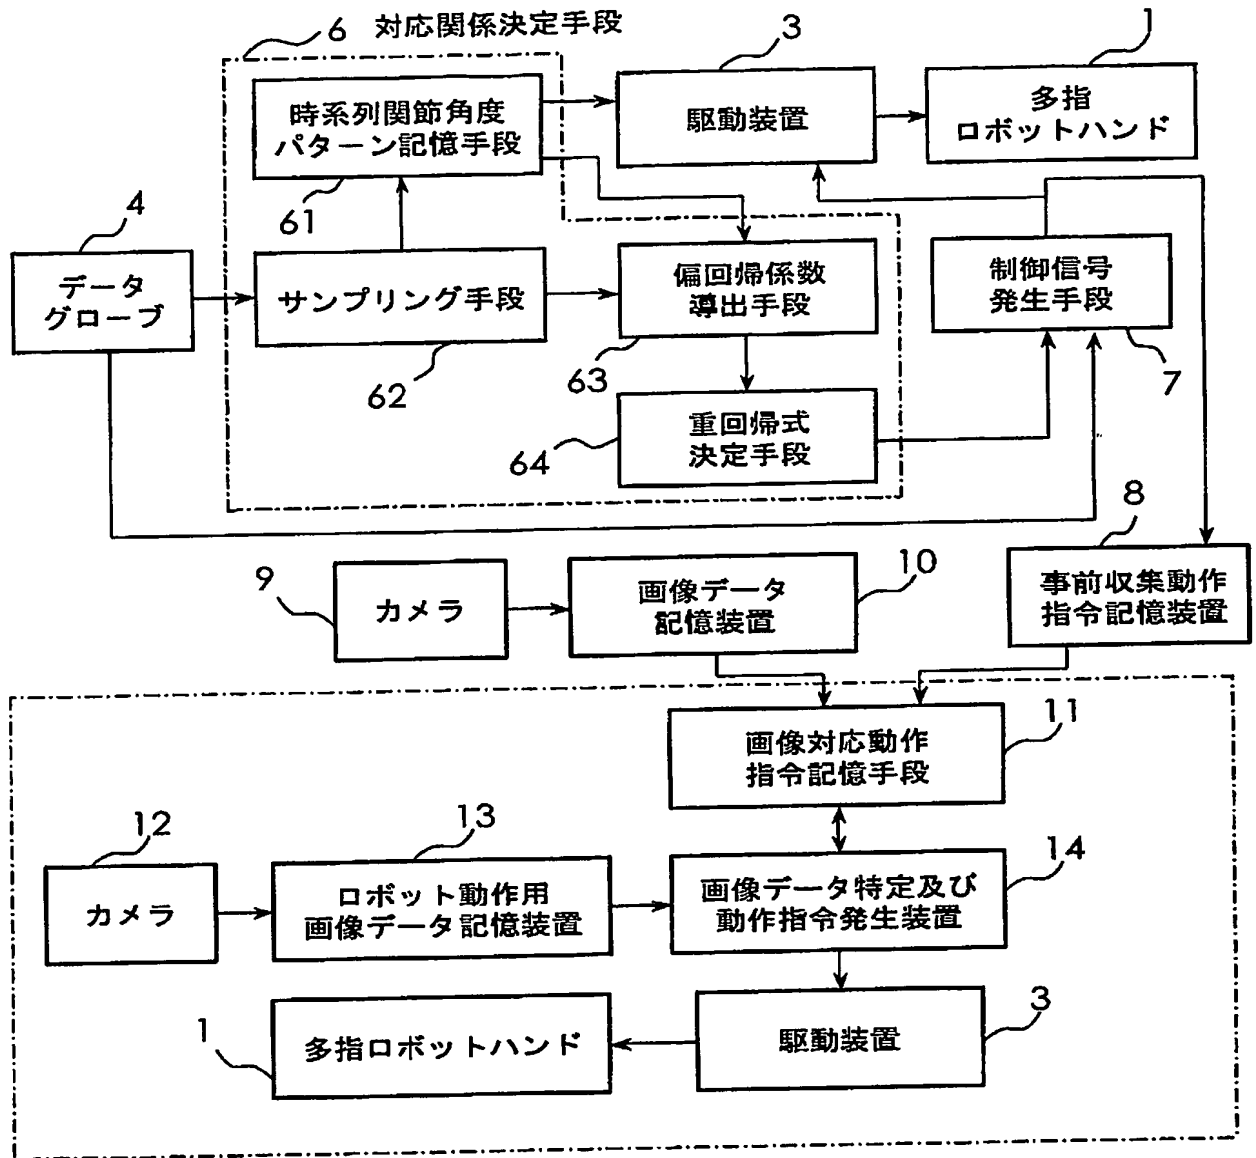 6 対応関係決定手段
3
1
時系列関節角度
パターン記憶手段
駆動装置
多指
ロボットハンド
61
4
データ
グローブ
サンプリング手段
偏回帰係数
導出手段
制御信号
発生手段
62
63
7
重回帰式
決定手段
64
8
9
カメラ
10
画像データ
記憶装置
事前収集動作
指令記憶装置
11
画像対応動作
指令記憶手段
12
カメラ
13
ロボット動作用
画像データ記憶装置
14
画像データ特定及び
動作指令発生装置
1
多指ロボットハンド
3
駆動装置